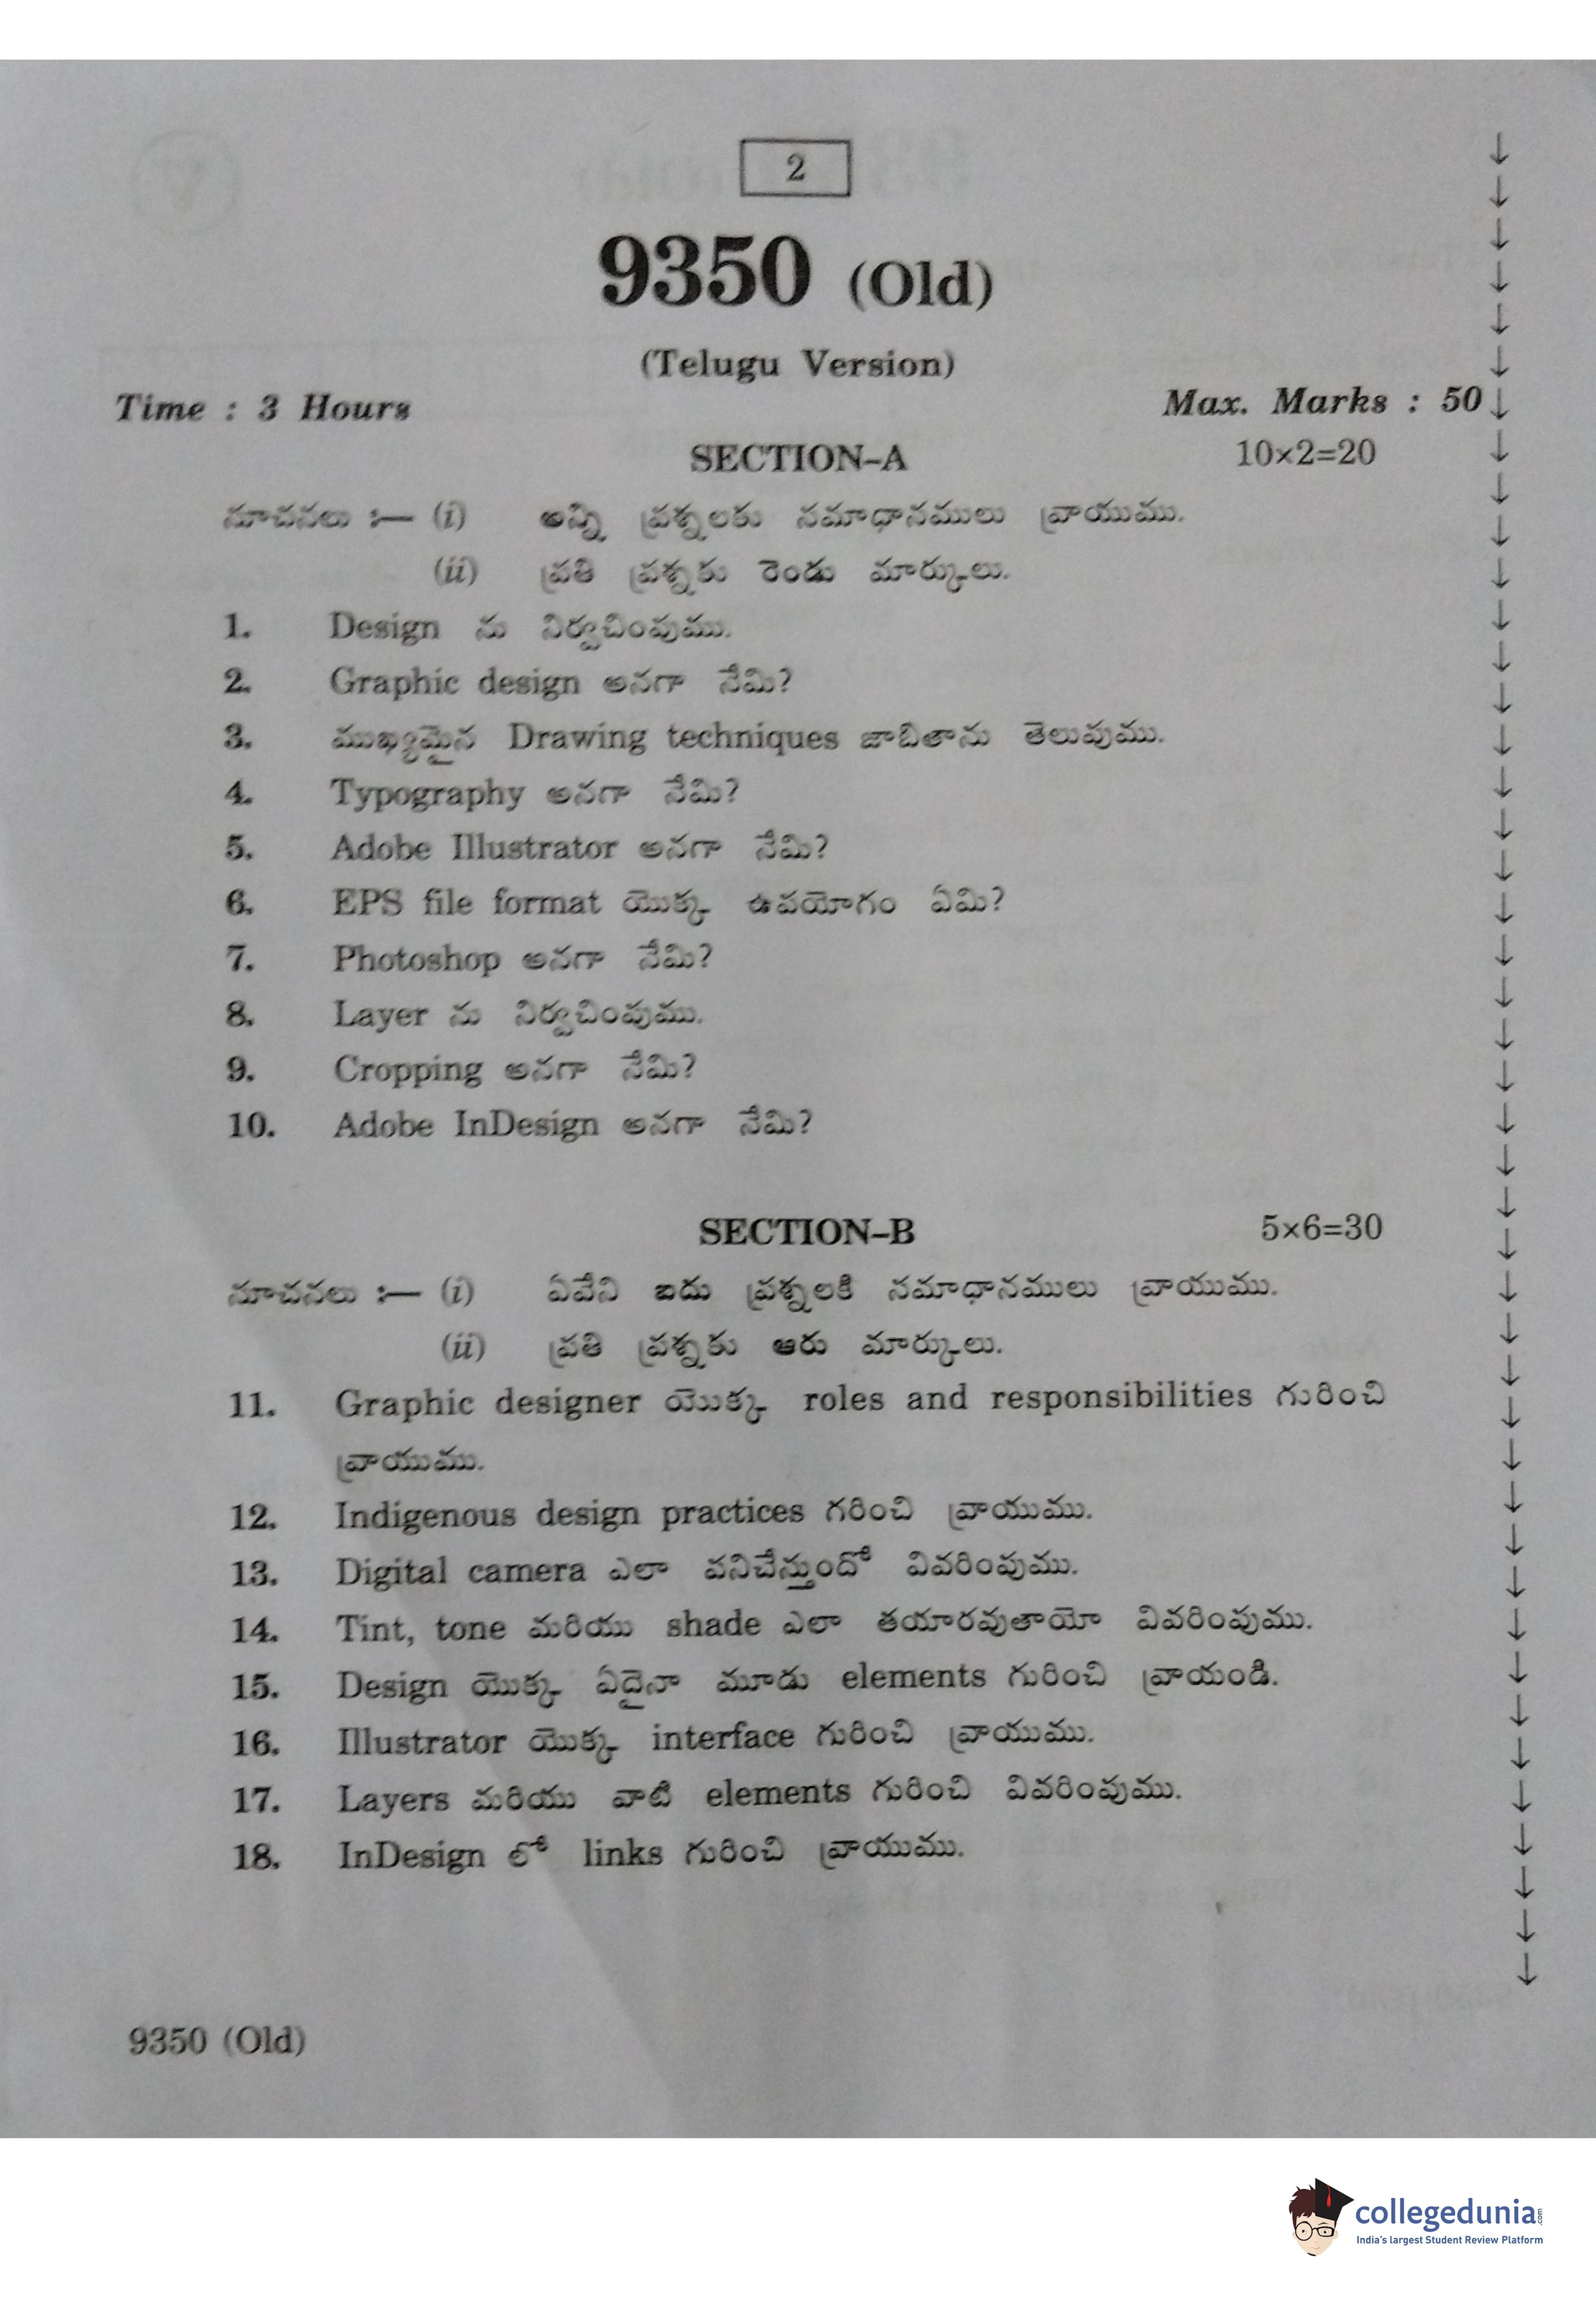 2
9350 (Old)
(Telugu Version)
Time : 3 Hours Max. Marks : 50
SECTION–A 10×2=20
సూచనలు :— (i) అన్ని ప్రశ్నలకు సమాధానములు వ్రాయుము.
(ii) ప్రతి ప్రశ్నకు రెండు మార్కులు.
1. Design ను నిర్వచింపుము.
2. Graphic design అనగా నేమి?
3. ముఖ్యమైన Drawing techniques జాబితాను తెలుపుము.
4. Typography అనగా నేమి?
5. Adobe Illustrator అనగా నేమి?
6. EPS file format యొక్క ఉపయోగం ఏమి?
7. Photoshop అనగా నేమి?
8. Layer ను నిర్వచింపుము.
9. Cropping అనగా నేమి?
10. Adobe InDesign అనగా నేమి?
SECTION–B 5×6=30
సూచనలు :— (i) ఏవేని ఐదు ప్రశ్నలకి సమాధానములు వ్రాయుము.
(ii) ప్రతి ప్రశ్నకు ఆరు మార్కులు.
11. Graphic designer యొక్క roles and responsibilities గురించి
వ్రాయుము.
12. Indigenous design practices గరించి వ్రాయుము.
13. Digital camera ఎలా పనిచేస్తుందో వివరింపుము.
14. Tint, tone మరియు shade ఎలా తయారవుతాయో వివరింపుము.
15. Design యొక్క ఏదైనా మూడు elements గురించి వ్రాయండి.
16. Illustrator యొక్క interface గురించి వ్రాయుము.
17. Layers మరియు వాటి elements గురించి వివరింపుము.
18. InDesign లో links గురించి వ్రాయుము.
9350 (Old)
collegedunia.com
India's largest Student Review Platform